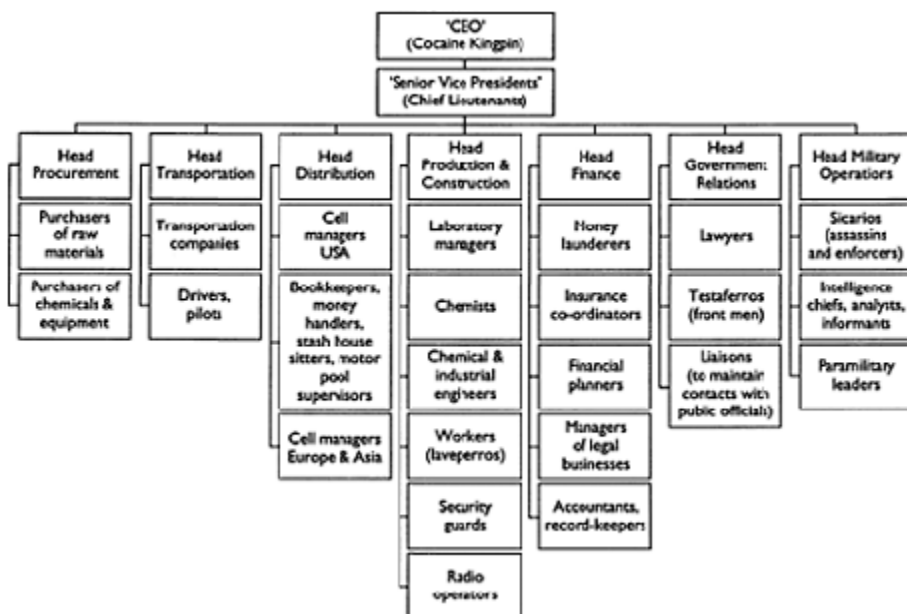 'CEO'
(Cocaine Kingpin)
'Senior Vice Presidents'
(Chief Lieutenants)
Head
Procurement
Purchasers
of raw
materials
Purchasers of
chemicals &
equipment
Head
Transportation
Transportation
companies
Drivers,
pilots
Head
Distribution
Cell
managers
USA
Bookkeepers,
money
handlers,
stash house
sitters, motor
pool
supervisors
Cell managers
Europe & Asia
Head
Production &
Construction
Laboratory
managers
Chemists
Chemical &
industrial
engineers
Workers
(laveperros)
Security
guards
Radio
operators
Head
Finance
Money
launderers
Insurance
co-ordinators
Financial
planners
Managers
of legal
businesses
Accountants,
record-keepers
Head
Government
Relations
Lawyers
Testaferros
(front men)
Liaisons
(to maintain
contacts with
public officials)
Head Military
Operations
Sicarios
(assassins
and enforcers)
Intelligence
chiefs, analysts,
informants
Paramilitary
leaders